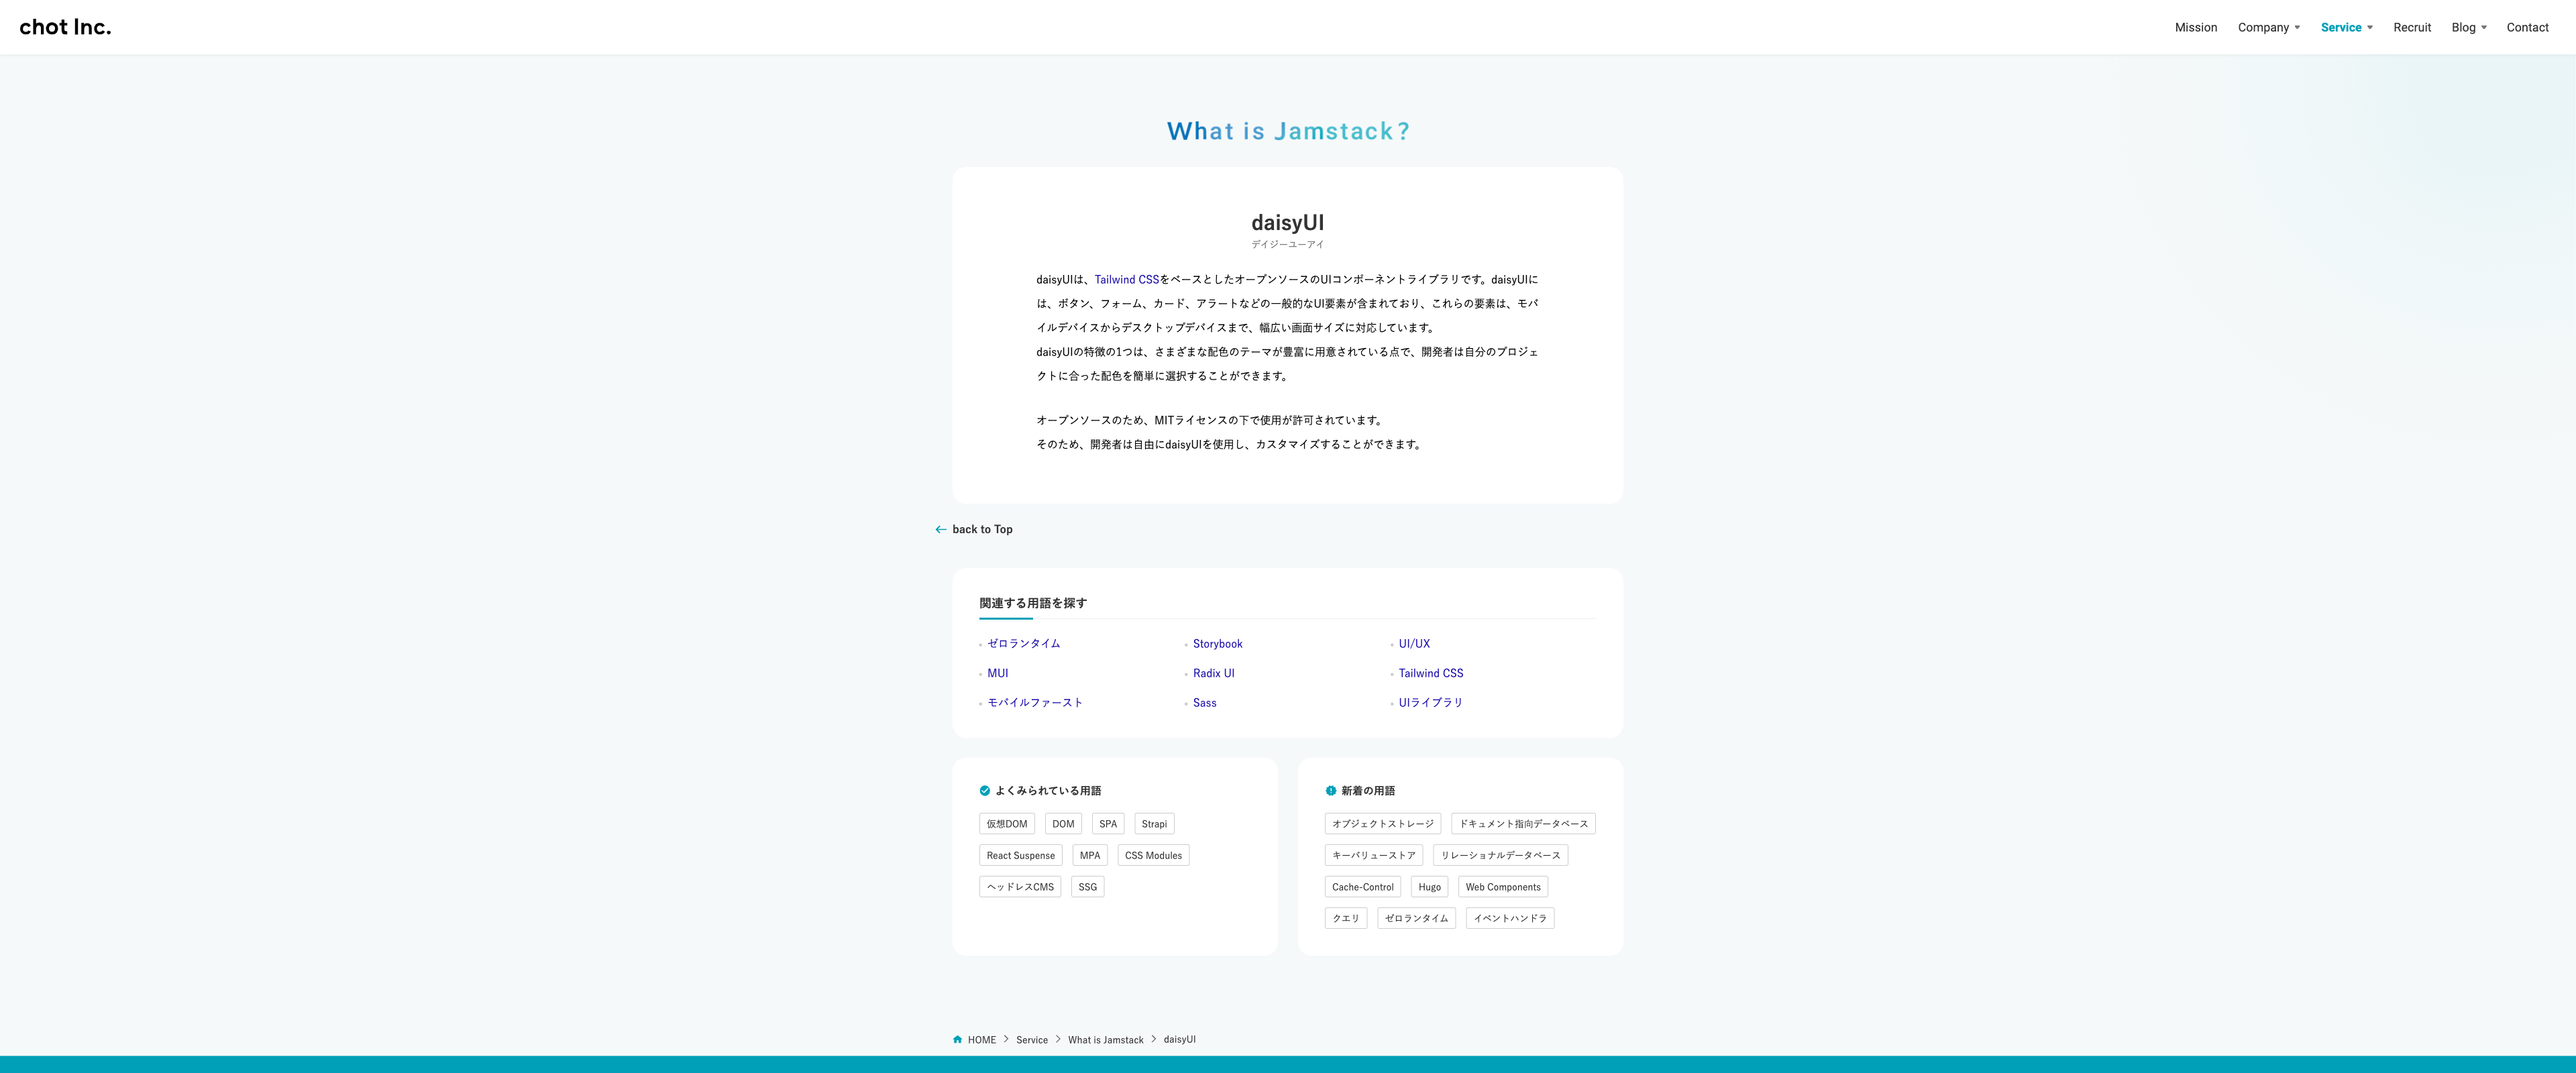 chot Inc.
Mission Company Service Recruit Blog Contact
What is Jamstack?
daisyUI
デイジーユーアイ
daisyUIは、Tailwind CSSをベースとしたオープンソースのUIコンポーネントライブラリです。daisyUIに
は、ボタン、フォーム、カード、アラートなどの一般的なUI要素が含まれており、これらの要素は、モバ
イルデバイスからデスクトップデバイスまで、幅広い画面サイズに対応しています。
daisyUIの特徴の1つは、さまざまな配色のテーマが豊富に用意されている点で、開発者は自分のプロジェ
クトに合った配色を簡単に選択することができます。
オープンソースのため、MITライセンスの下で使用が許可されています。
そのため、開発者は自由にdaisyUIを使用し、カスタマイズすることができます。
back to Top
関連する用語を探す
ゼロランタイム Storybook UI/UX
MUI Radix UI Tailwind CSS
モバイルファースト Sass UIライブラリ
よくみられている用語
仮想DOM DOM SPA Strapi
React Suspense MPA CSS Modules
ヘッドレスCMS SSG
新着の用語
オブジェクトストレージ ドキュメント指向データベース
キーバリューストア リレーショナルデータベース
Cache-Control Hugo Web Components
クエリ ゼロランタイム イベントハンドラ
HOME Service What is Jamstack daisyUI